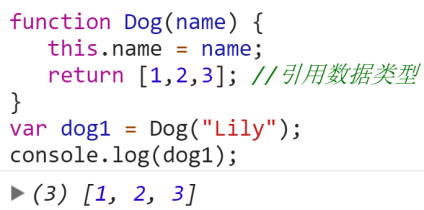 function Dog(name) {
this.name = name;
return [1,2,3]; //引用数据类型
}
var dog1 = Dog("Lily");
console.log(dog1);
▶ (3) [1, 2, 3]